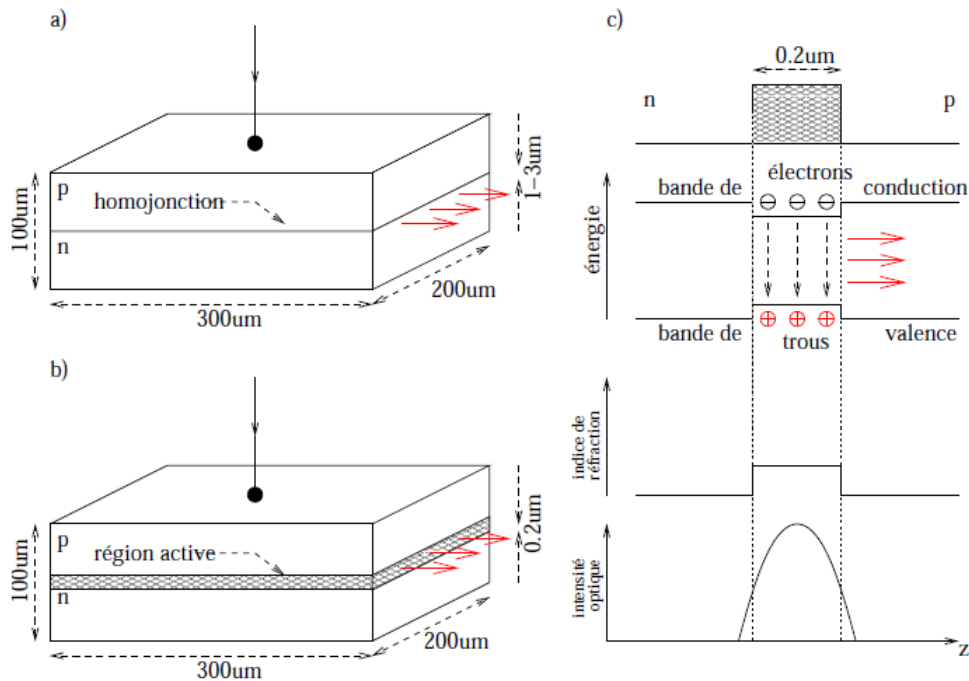 a)
p
homojonction
n
100um
300um
200um
1-3um
b)
p
région active
n
100um
300um
200um
0.2um
c)
0.2um
n
p
énergie
bande de
électrons
conduction
bande de
trous
valence
indice de
réfraction
intensité
optique
z